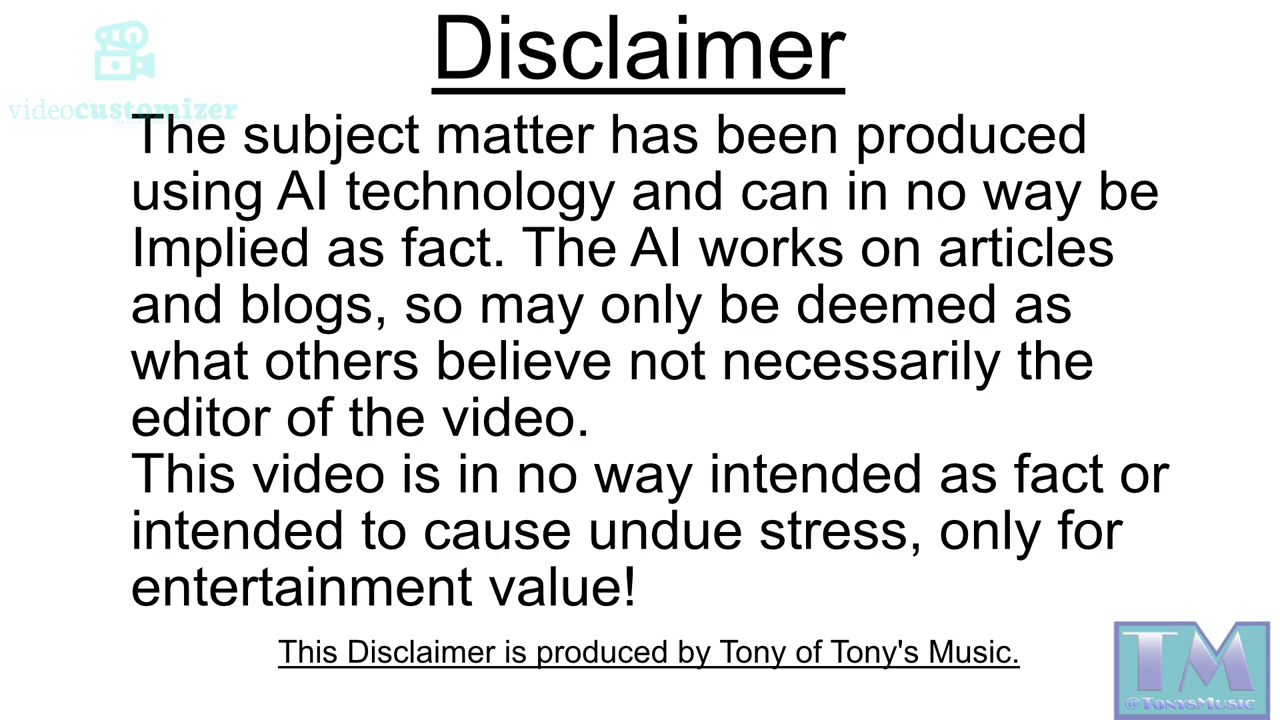 Disclaimer
videocustomizer
The subject matter has been produced
using AI technology and can in no way be
Implied as fact. The AI works on articles
and blogs, so may only be deemed as
what others believe not necessarily the
editor of the video.
This video is in no way intended as fact or
intended to cause undue stress, only for
entertainment value!
This Disclaimer is produced by Tony of Tony's Music.
TM
@TonysMusic